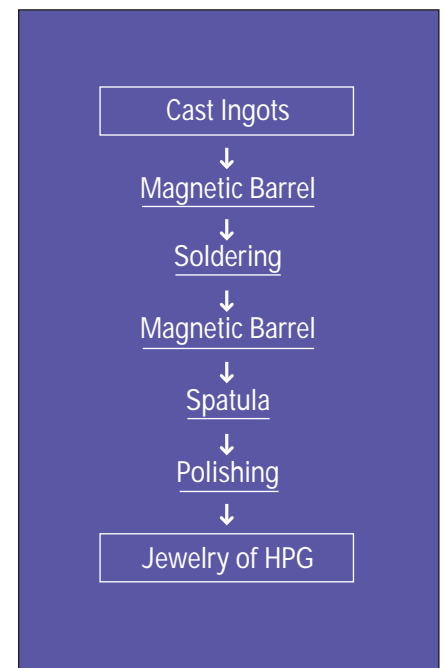 Cast Ingots
Magnetic Barrel
Soldering
Magnetic Barrel
Spatula
Polishing
Jewelry of HPG